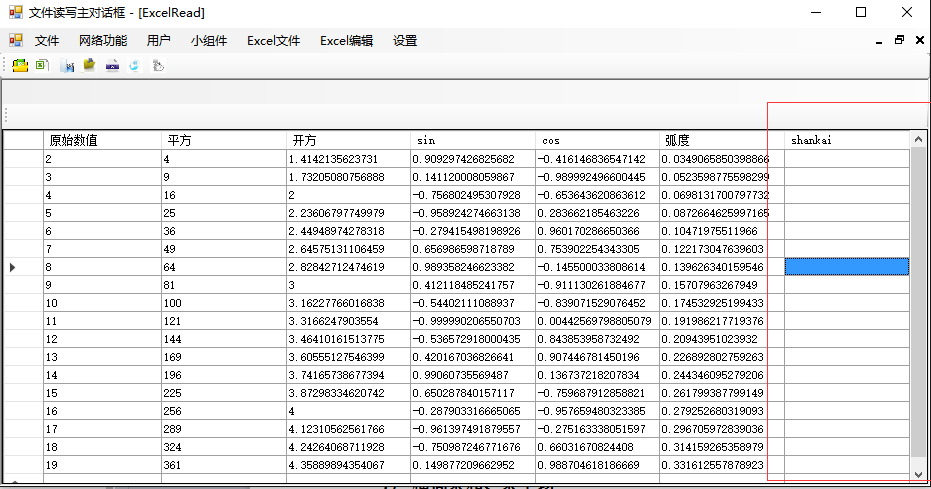 文件读写主对话框 - [ExcelRead]
文件 网络功能 用户 小组件 Excel文件 Excel编辑 设置
原始数值 平方 开方 sin cos 弧度 shankai
2 4 1.4142135623731 0.909297426825682 -0.416146836547142 0.0349065850398866
3 9 1.73205080756888 0.141120008059867 -0.989992496600445 0.0523598775598299
4 16 2 -0.756802495307928 -0.653643620863612 0.0698131700797732
5 25 2.23606797749979 -0.958924274663138 0.283662185463226 0.0872664625997165
6 36 2.44948974278318 -0.279415498198926 0.960170286650366 0.10471975511966
7 49 2.64575131106459 0.656986598718789 0.753902254343305 0.122173047639603
8 64 2.82842712474619 0.989358246623382 -0.145500033808614 0.139626340159546
9 81 3 0.412118485241757 -0.911130261884677 0.15707963267949
10 100 3.16227766016838 -0.54402111088937 -0.839071529076452 0.174532925199433
11 121 3.3166247903554 -0.999990206550703 0.00442569798805079 0.191986217719376
12 144 3.46410161513775 -0.536572918000435 0.843853958732492 0.20943951023932
13 169 3.60555127546399 0.420167036826641 0.907446781450196 0.226892802759263
14 196 3.74165738677394 0.99060735569487 0.136737218207834 0.244346095279206
15 225 3.87298334620742 0.650287840157117 -0.759687912858821 0.261799387799149
16 256 4 -0.287903316665065 -0.957659480323385 0.279252680319093
17 289 4.12310562561766 -0.961397491879557 -0.275163338051597 0.296705972839036
18 324 4.24264068711928 -0.750987246771676 0.66031670824408 0.314159265358979
19 361 4.35889894354067 0.149877209662952 0.988704618186669 0.331612557878923